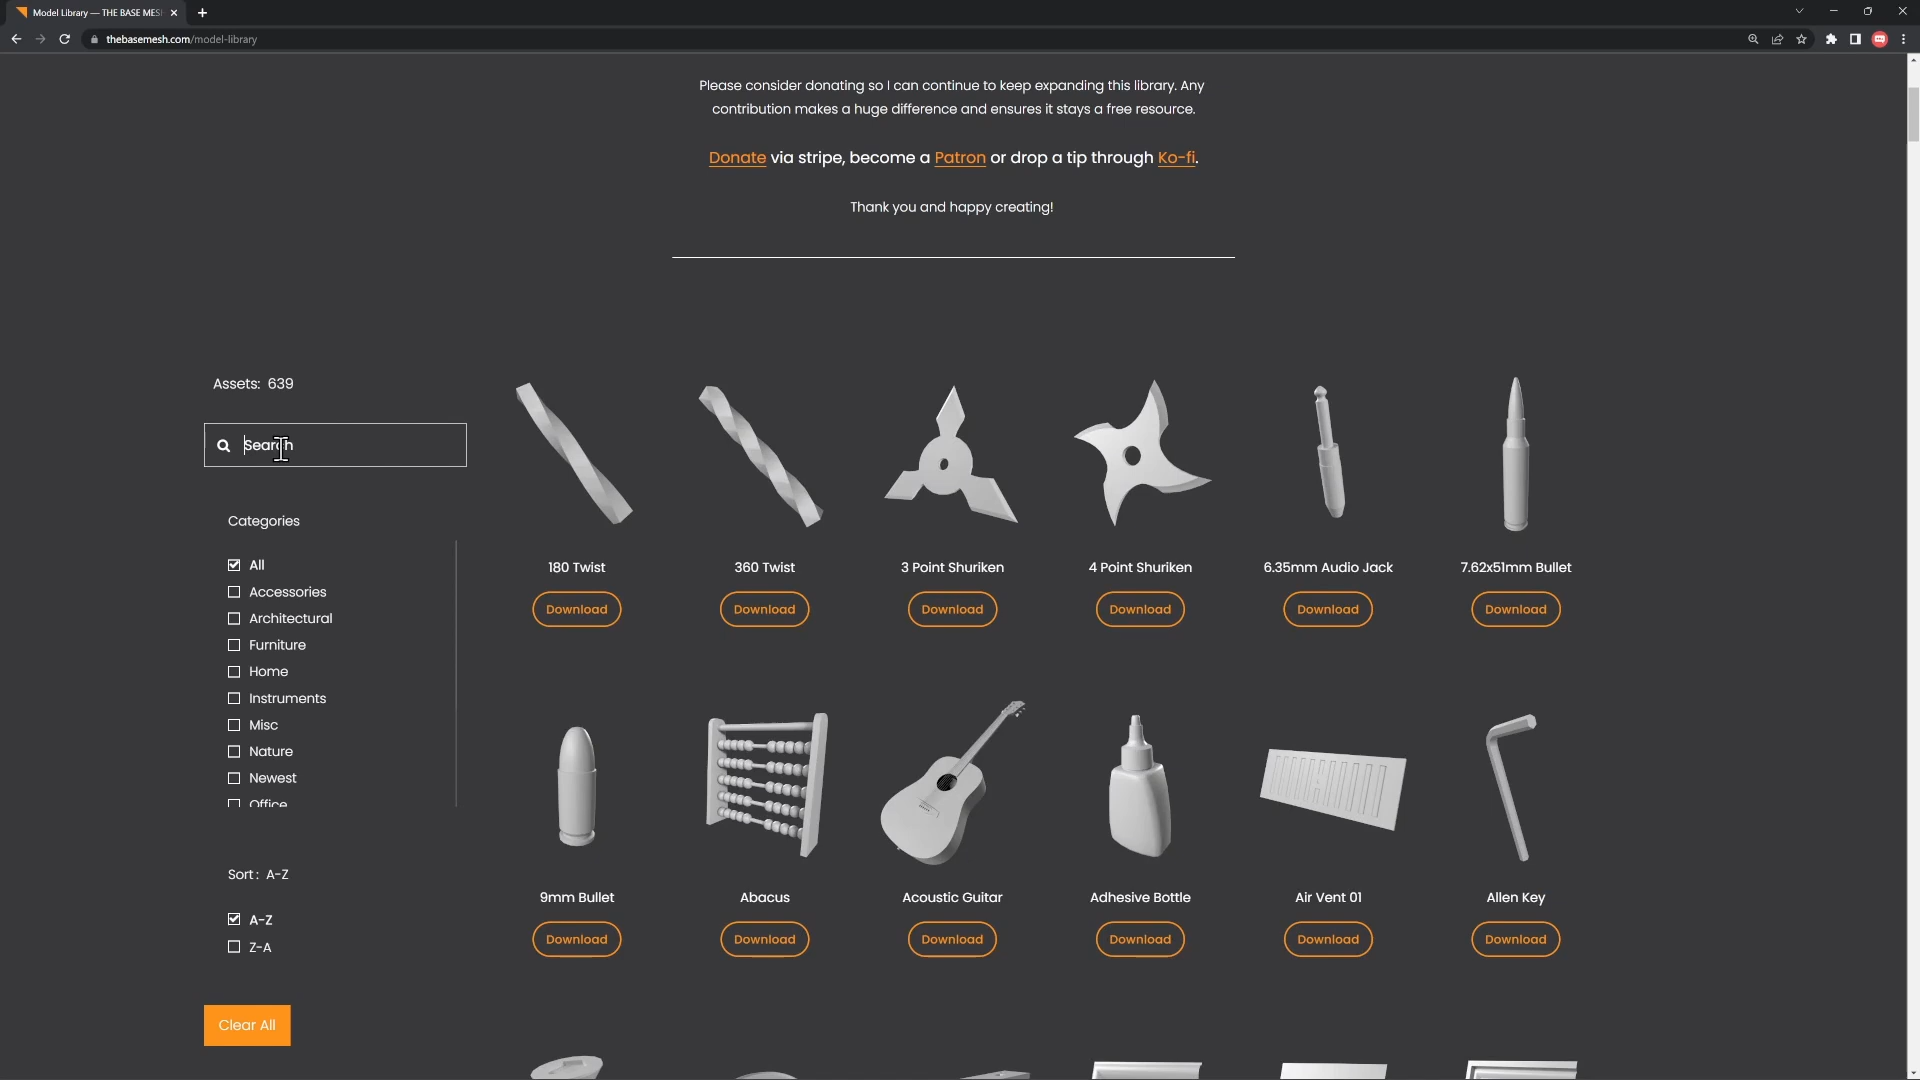 Model Library — THE BASE MES
thebasemesh.com/model-library
Please consider donating so I can continue to keep expanding this library. Any
contribution makes a huge difference and ensures it stays a free resource.
Donate via stripe, become a Patron or drop a tip through Ko-fi.
Thank you and happy creating!
Assets: 639
Search
Categories
All
Accessories
Architectural
Furniture
Home
Instruments
Misc
Nature
Newest
Office
Sort: A-Z
A-Z
Z-A
Clear All
180 Twist
360 Twist
3 Point Shuriken
4 Point Shuriken
6.35mm Audio Jack
7.62x51mm Bullet
Download
Download
Download
Download
Download
Download
9mm Bullet
Abacus
Acoustic Guitar
Adhesive Bottle
Air Vent 01
Allen Key
Download
Download
Download
Download
Download
Download